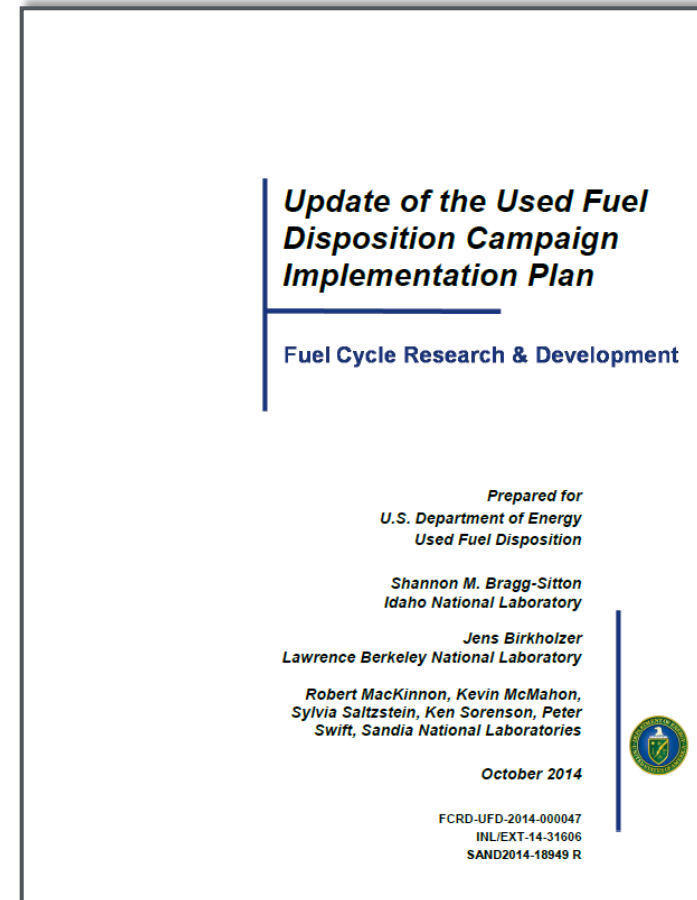 Update of the Used Fuel
Disposition Campaign
Implementation Plan
Fuel Cycle Research & Development
Prepared for
U.S. Department of Energy
Used Fuel Disposition
Shannon M. Bragg-Sitton
Idaho National Laboratory
Jens Birkholzer
Lawrence Berkeley National Laboratory
Robert MacKinnon, Kevin McMahon,
Sylvia Saltzstein, Ken Sorenson, Peter
Swift, Sandia National Laboratories
October 2014
FCRD-UFD-2014-000047
INL/EXT-14-31606
SAND2014-18949 R